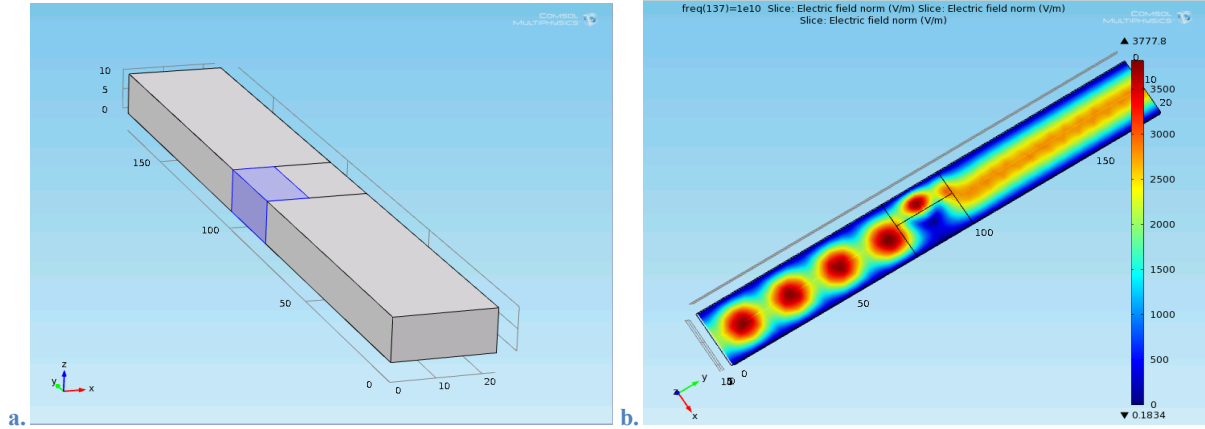 COMSOL
MULTIPHYSICS
10
5
0
150
100
50
0
0
10
20
z
y
x
a.
freq(137)=1e10 Slice: Electric field norm (V/m) Slice: Electric field norm (V/m)
Slice: Electric field norm (V/m)
COMSOL
MULTIPHYSICS
▲ 3777.8
0
10
20
3500
3000
2500
2000
1500
1000
500
0
150
100
50
0
z
y
x
▼ 0.1834
b.